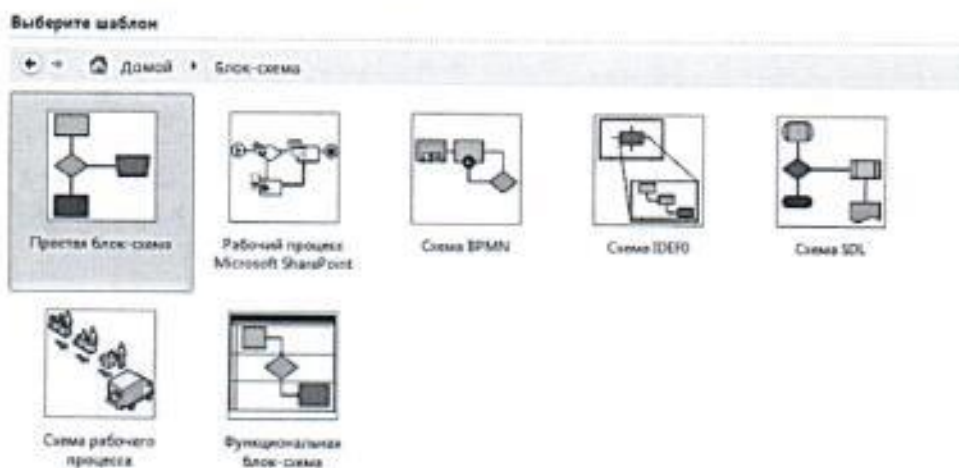 Выберите шаблон
Домой
Блок-схема
Простая блок-схема
Рабочий процесс
Microsoft SharePoint
Схема BPMN
Схема IDEF0
Схема SDL
Схема рабочего
процесса
Функциональная
блок-схема